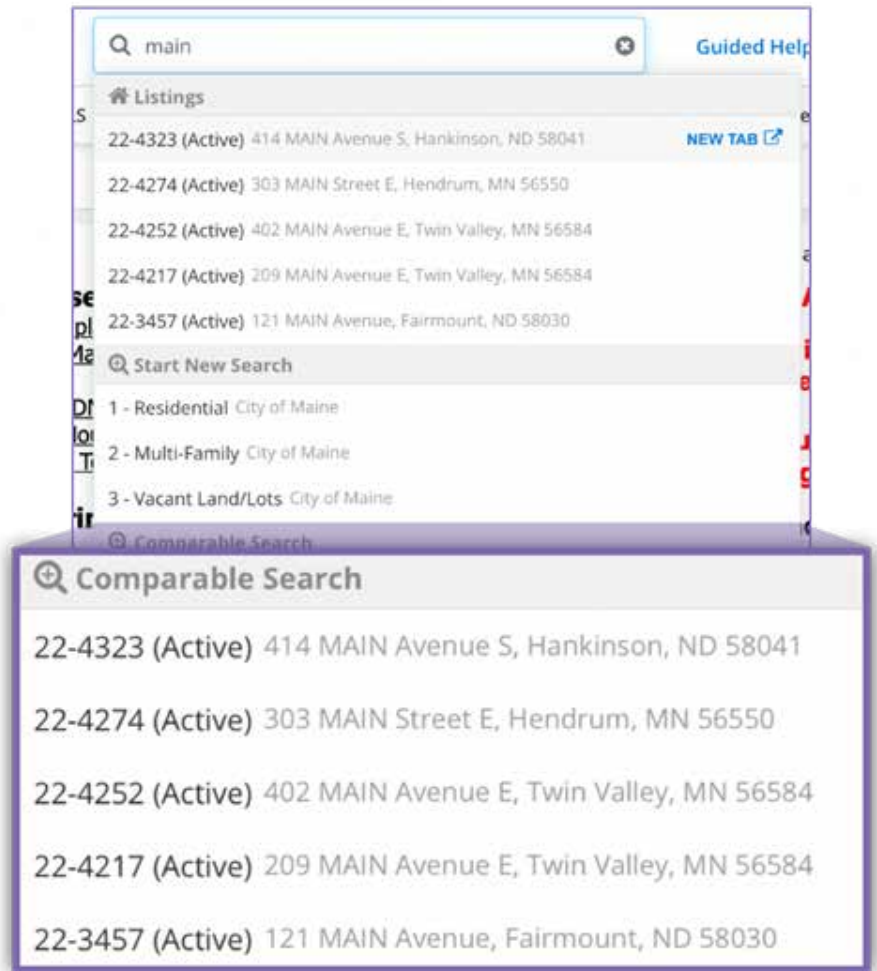 main
Guided Help
Listings
22-4323 (Active) 414 MAIN Avenue S, Hankinson, ND 58041 NEW TAB
22-4274 (Active) 303 MAIN Street E, Hendrum, MN 56550
22-4252 (Active) 402 MAIN Avenue E, Twin Valley, MN 56584
22-4217 (Active) 209 MAIN Avenue E, Twin Valley, MN 56584
22-3457 (Active) 121 MAIN Avenue, Fairmount, ND 58030
Start New Search
1 - Residential City of Maine
2 - Multi-Family City of Maine
3 - Vacant Land/Lots City of Maine
Comparable Search
Comparable Search
22-4323 (Active) 414 MAIN Avenue S, Hankinson, ND 58041
22-4274 (Active) 303 MAIN Street E, Hendrum, MN 56550
22-4252 (Active) 402 MAIN Avenue E, Twin Valley, MN 56584
22-4217 (Active) 209 MAIN Avenue E, Twin Valley, MN 56584
22-3457 (Active) 121 MAIN Avenue, Fairmount, ND 58030